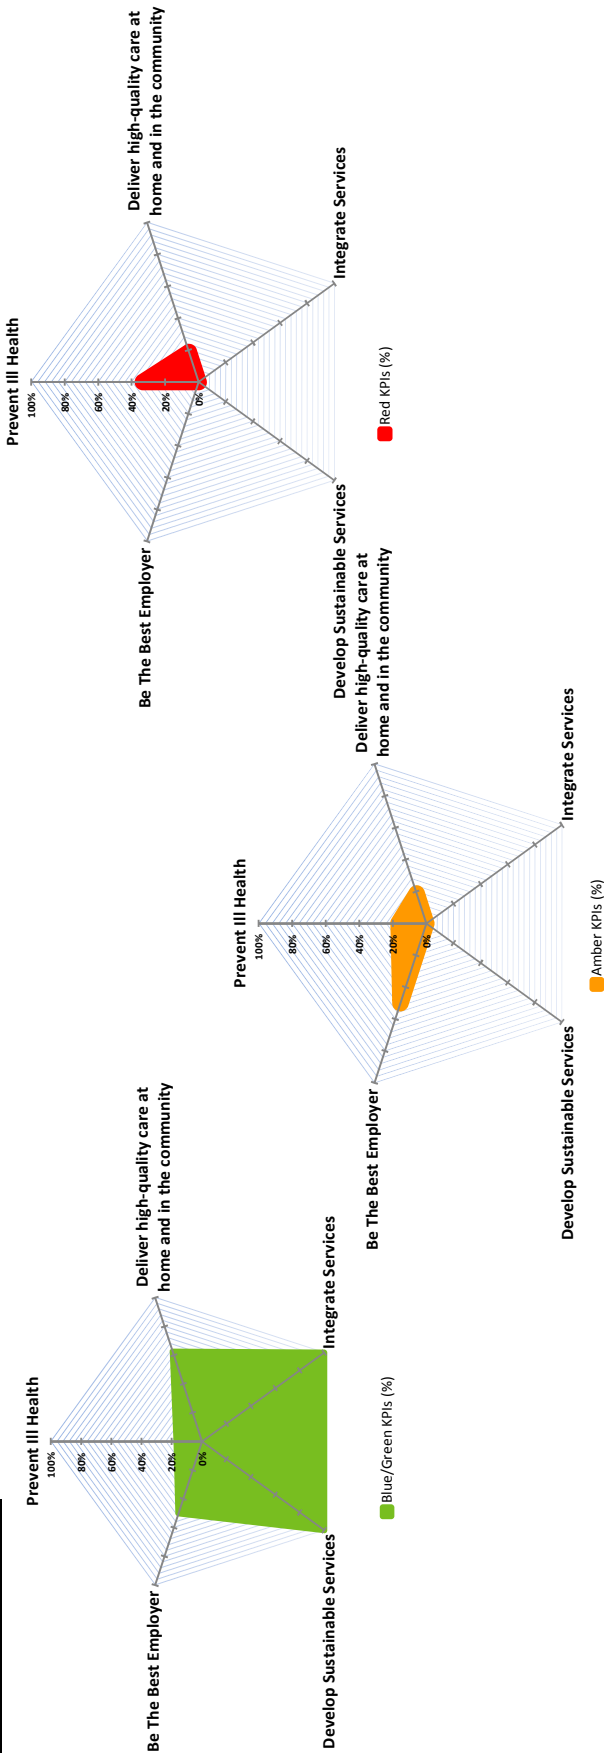 Prevent Ill Health
100%
80%
60%
40%
20%
0%
Deliver high-quality care at
home and in the community
Integrate Services
Develop Sustainable Services
Be The Best Employer
Blue/Green KPIs (%)
Prevent Ill Health
100%
80%
60%
40%
20%
0%
Deliver high-quality care at
home and in the community
Integrate Services
Develop Sustainable Services
Be The Best Employer
Amber KPIs (%)
Prevent Ill Health
100%
80%
60%
40%
20%
0%
Deliver high-quality care at
home and in the community
Integrate Services
Develop Sustainable Services
Be The Best Employer
Red KPIs (%)